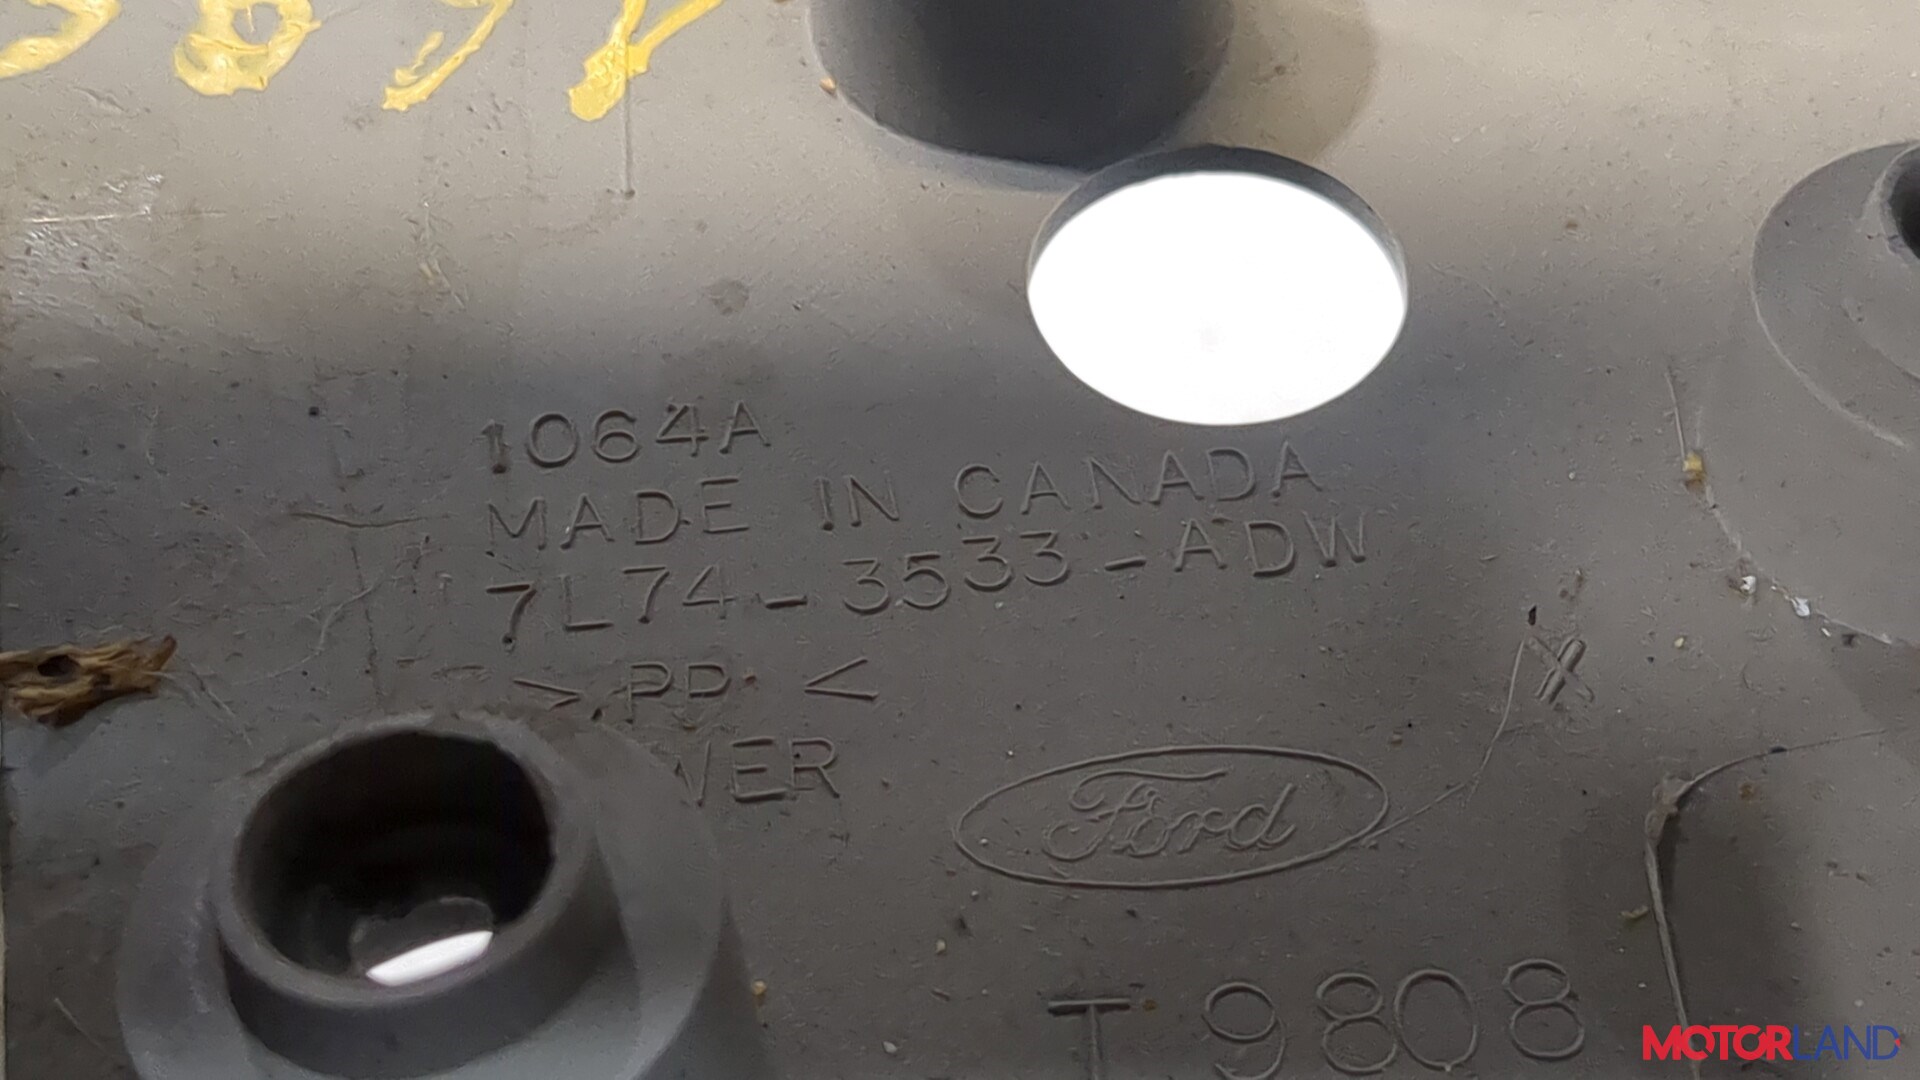 1064A
MADE IN CANADA
7L74-3533-ADW
> PP <
Ford
T 9808
MOTORLAND